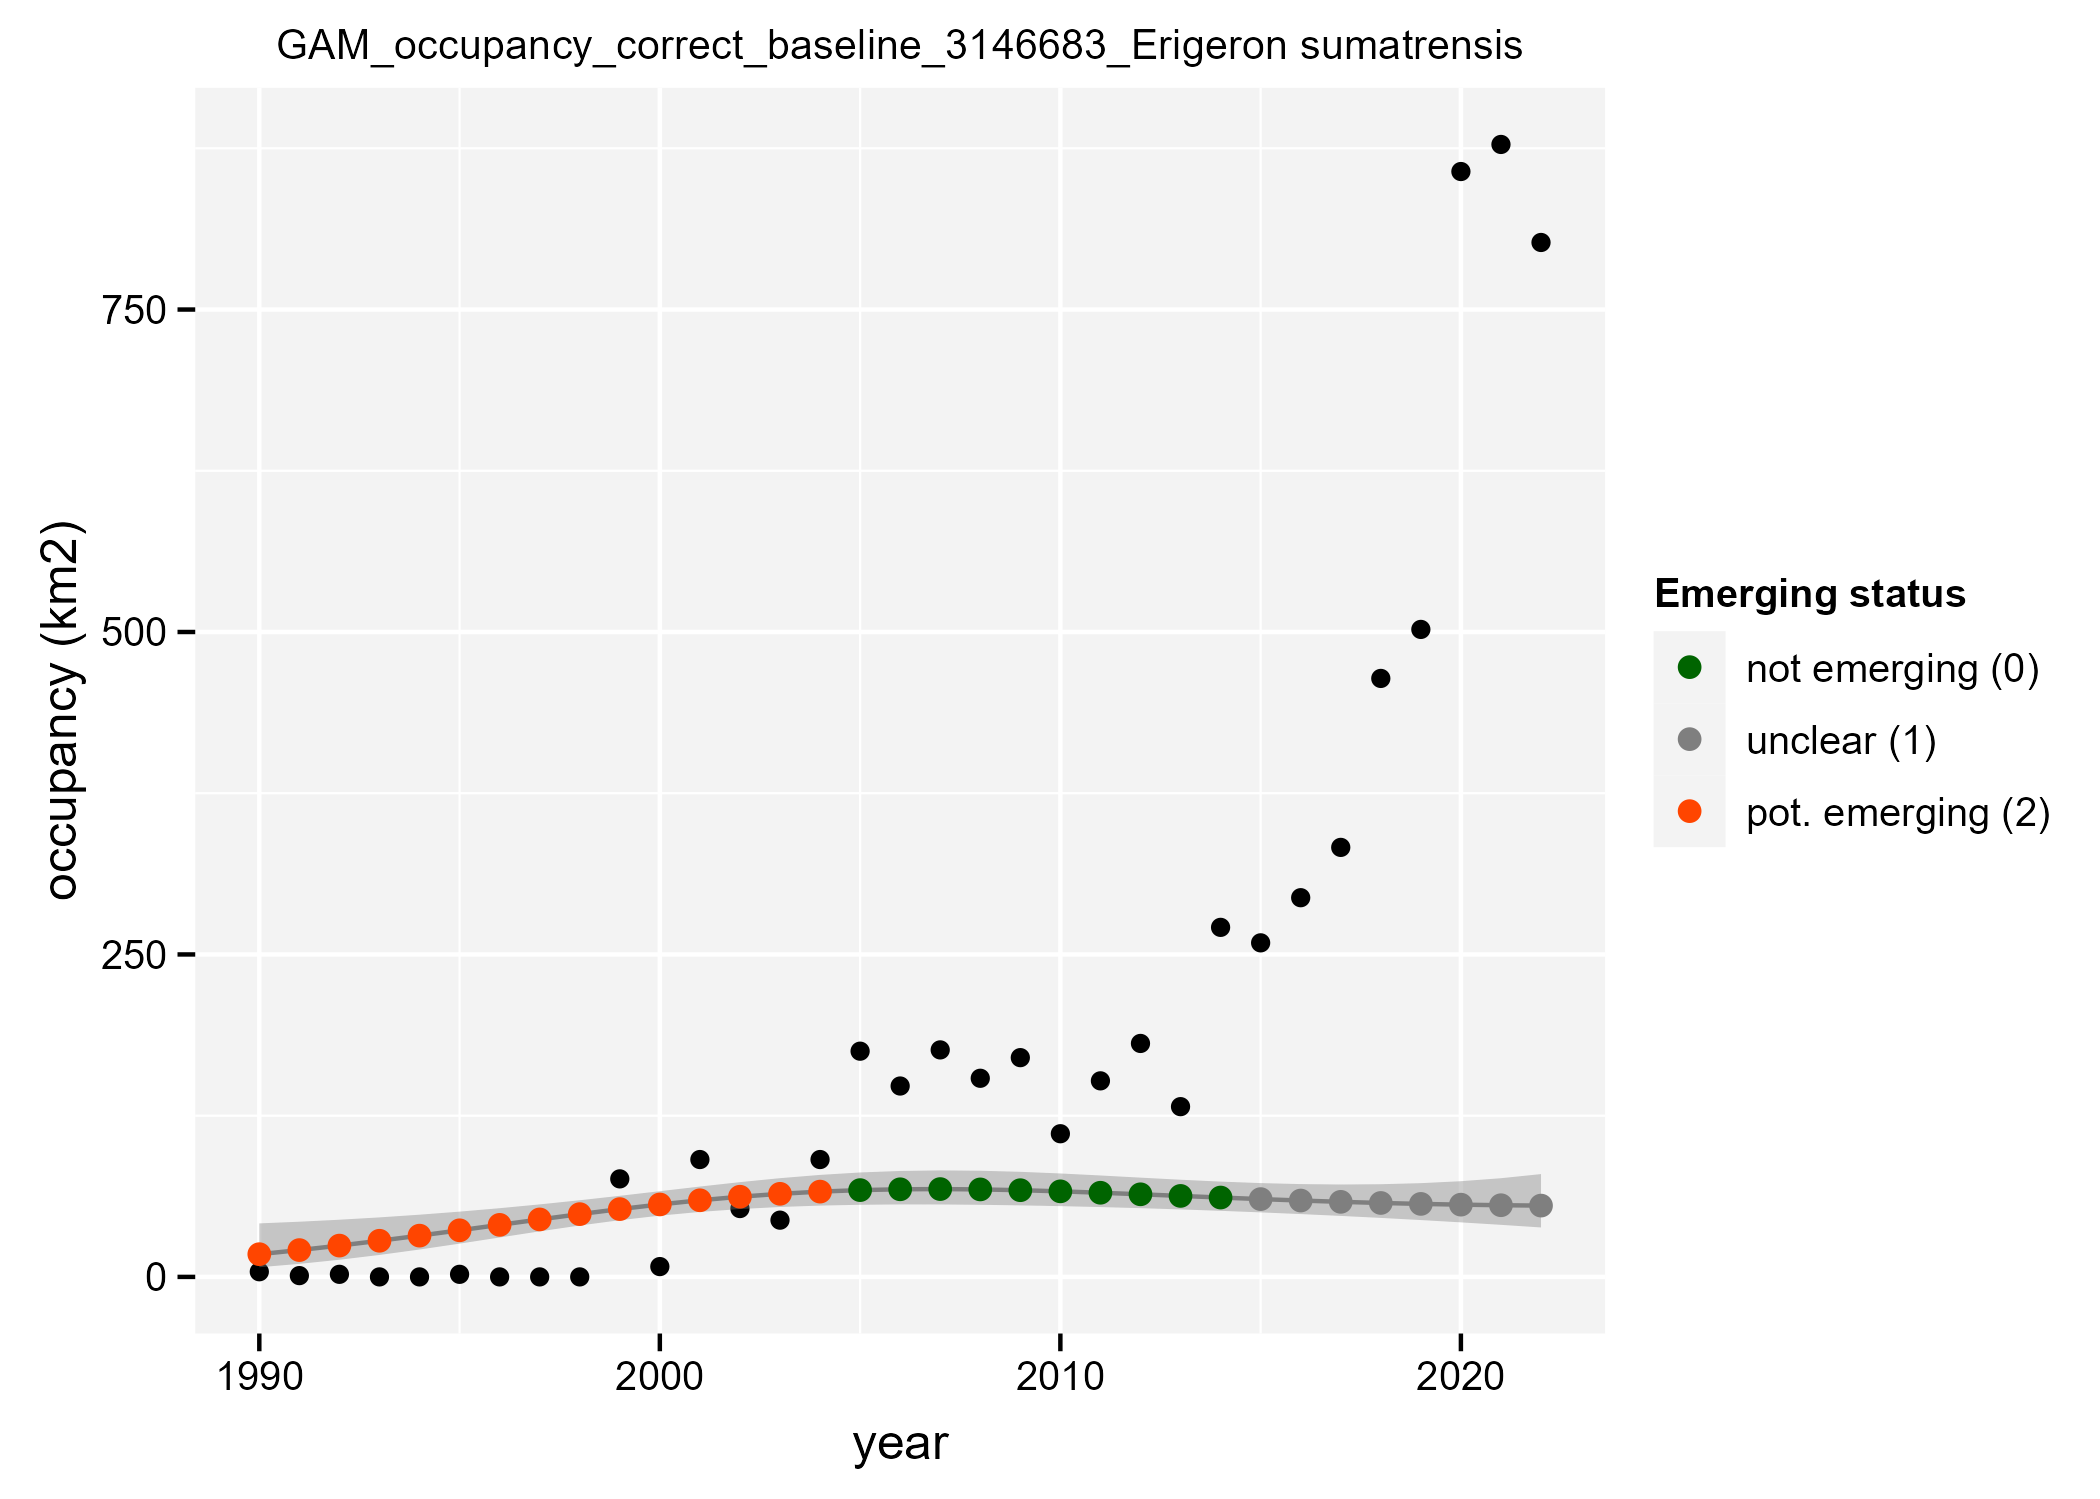 GAM_occupancy_correct_baseline_3146683_Erigeron sumatrensis
occupancy (km2)
750
500
250
0
1990 2000 2010 2020
year
Emerging status
not emerging (0)
unclear (1)
pot. emerging (2)